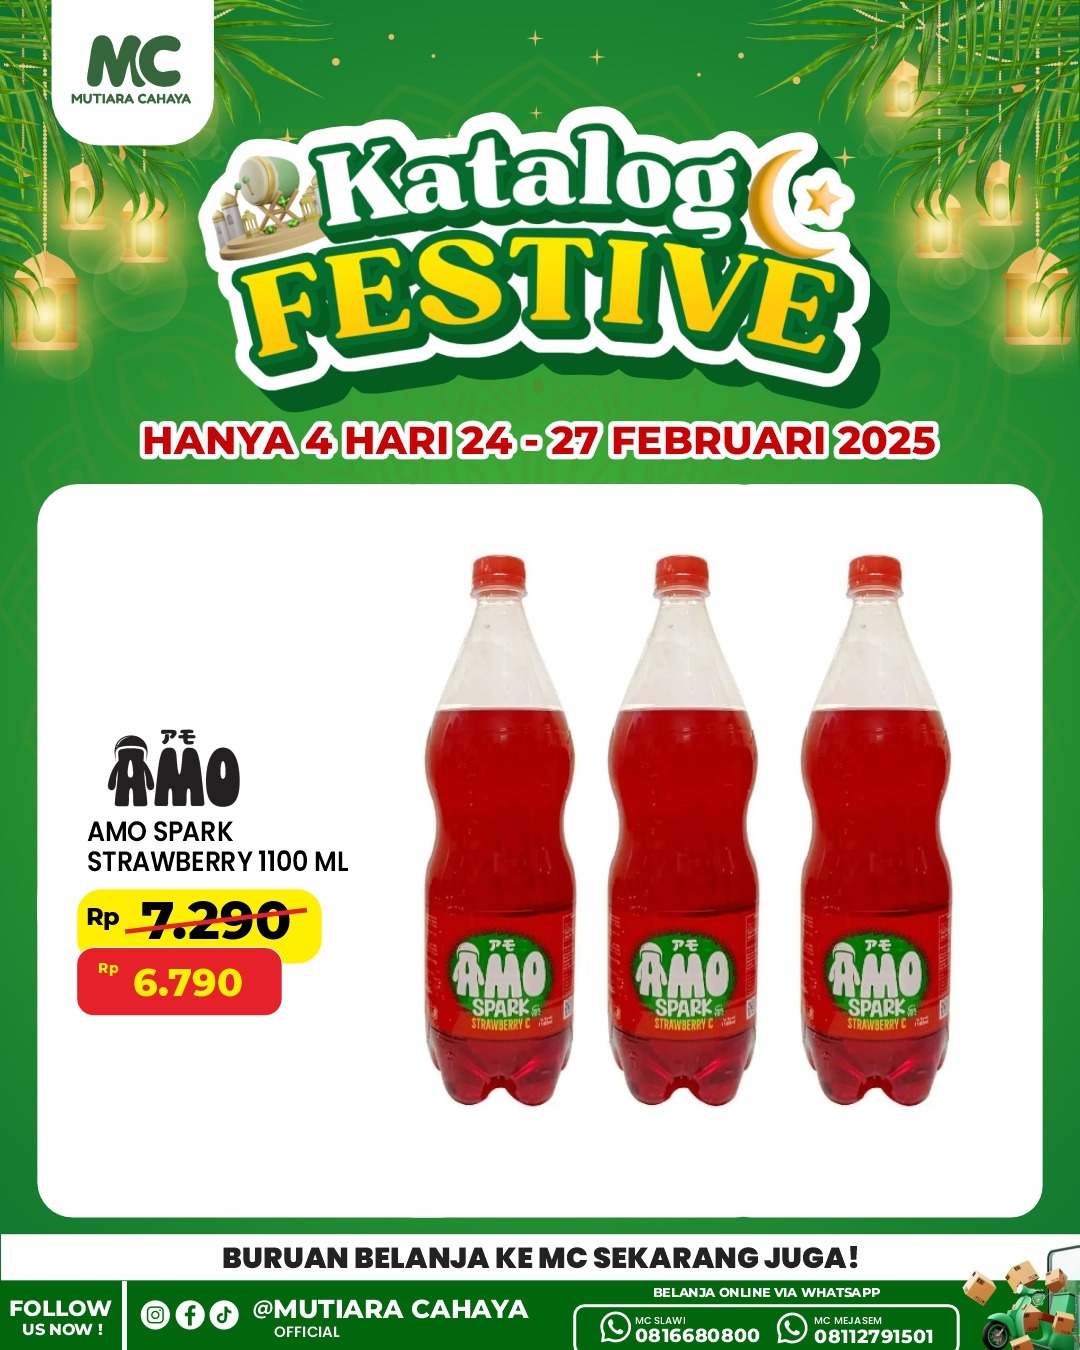 MC
MUTIARA CAHAYA
Katalog
FESTIVE
HANYA 4 HARI 24 - 27 FEBRUARI 2025
アモ
AMO
AMO SPARK
STRAWBERRY 1100 ML
Rp 7.290
Rp 6.790
アモ
AMO
SPARK
STRAWBERRY C
アモ
AMO
SPARK
STRAWBERRY C
アモ
AMO
SPARK
STRAWBERRY C
BURUAN BELANJA KE MC SEKARANG JUGA!
FOLLOW
US NOW !
@MUTIARA CAHAYA
OFFICIAL
BELANJA ONLINE VIA WHATSAPP
MC SLAWI
0816680800
MC MEJASEM
08112791501